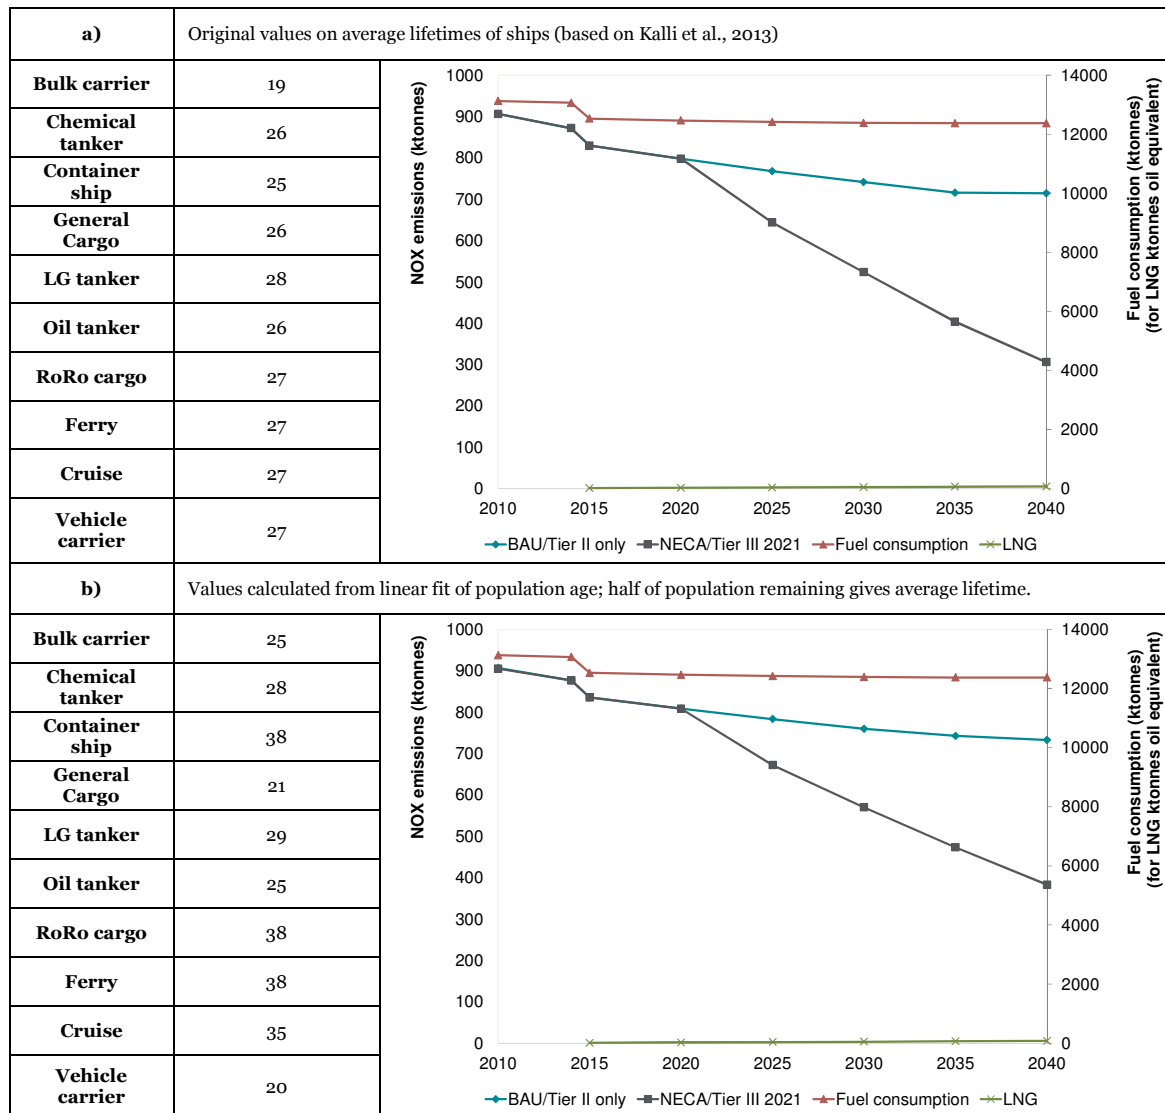 a)
Original values on average lifetimes of ships (based on Kalli et al., 2013)
Bulk carrier
19
Chemical
tanker
26
Container
ship
25
General
Cargo
26
LG tanker
28
Oil tanker
26
RoRo cargo
27
Ferry
27
Cruise
27
Vehicle
carrier
27
NOX emissions (ktonnes)
1000
900
800
700
600
500
400
300
200
100
0
14000
12000
10000
8000
6000
4000
2000
0
Fuel consumption (ktonnes)
(for LNG ktonnes oil equivalent)
2010 2015 2020 2025 2030 2035 2040
BAU/Tier II only NECA/Tier III 2021 Fuel consumption LNG
b)
Values calculated from linear fit of population age; half of population remaining gives average lifetime.
Bulk carrier
25
Chemical
tanker
28
Container
ship
38
General
Cargo
21
LG tanker
29
Oil tanker
25
RoRo cargo
38
Ferry
38
Cruise
35
Vehicle
carrier
20
NOX emissions (ktonnes)
1000
900
800
700
600
500
400
300
200
100
0
14000
12000
10000
8000
6000
4000
2000
0
Fuel consumption (ktonnes)
(for LNG ktonnes oil equivalent)
2010 2015 2020 2025 2030 2035 2040
BAU/Tier II only NECA/Tier III 2021 Fuel consumption LNG